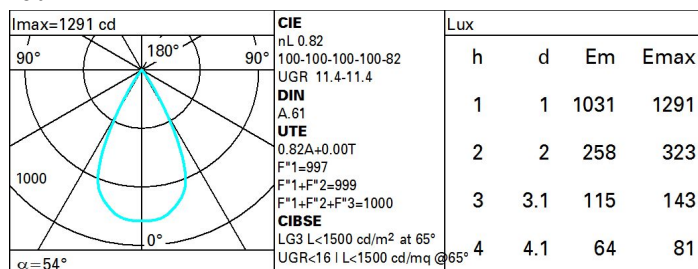 Imax=1291 cd
90° 180° 90°
1000
0°
α=54°
CIE
nL 0.82
100-100-100-100-82
UGR 11.4-11.4
DIN
A.61
UTE
0.82A+0.00T
F"1=997
F"1+F"2=999
F"1+F"2+F"3=1000
CIBSE
LG3 L<1500 cd/m² at 65°
UGR<16 | L<1500 cd/mq @65°
Lux
h d Em Emax
1 1 1031 1291
2 2 258 323
3 3.1 115 143
4 4.1 64 81